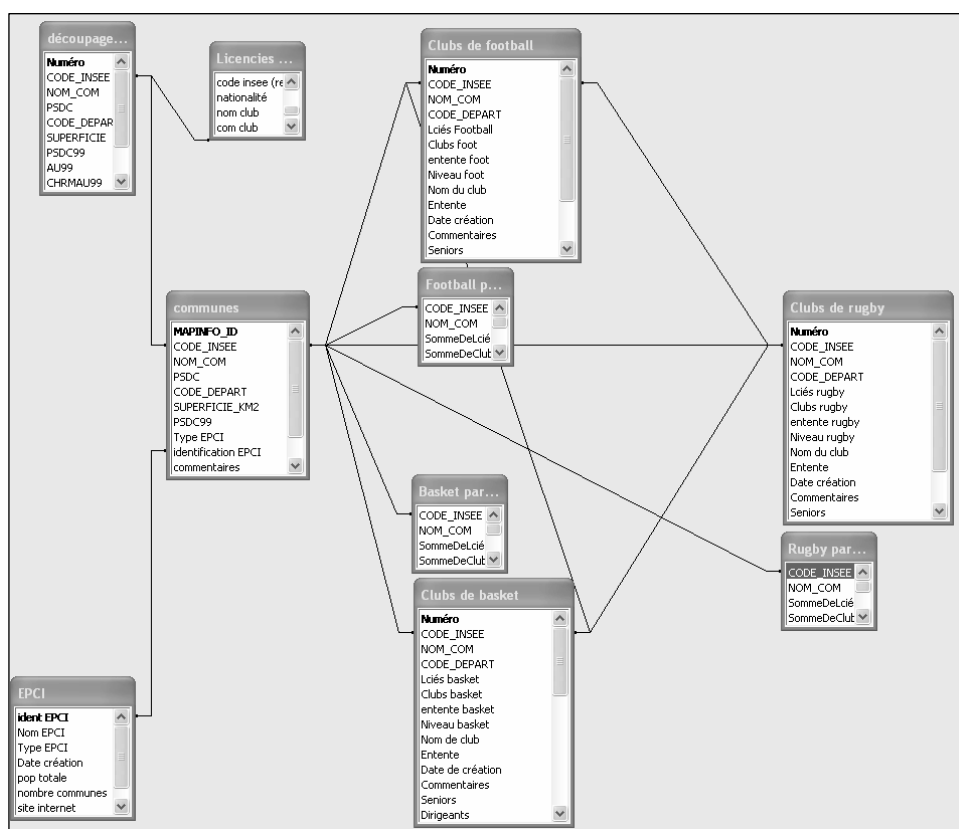 découpage...
Numéro
CODE_INSEE
NOM_COM
PSDC
CODE_DEPAR
SUPERFICIE
PSDC99
AU99
CHRMAU99
Licencies ...
code insee (re
nationalité
nom club
com club
Clubs de football
Numéro
CODE_INSEE
NOM_COM
CODE_DEPART
Lciés Football
Clubs foot
entente foot
Niveau foot
Nom du club
Entente
Date création
Commentaires
Seniors
Football p...
CODE_INSEE
NOM_COM
SommeDeLcié
SommeDeClub
communes
MAPINFO_ID
CODE_INSEE
NOM_COM
PSDC
CODE_DEPART
SUPERFICIE_KM2
PSDC99
Type EPCI
identification EPCI
commentaires
Clubs de rugby
Numéro
CODE_INSEE
NOM_COM
CODE_DEPART
Lciés rugby
Clubs rugby
entente rugby
Niveau rugby
Nom du club
Entente
Date création
Commentaires
Seniors
Basket par...
CODE_INSEE
NOM_COM
SommeDeLcié
SommeDeClut
Rugby par...
CODE_INSEE
NOM_COM
SommeDeLcié
SommeDeClut
Clubs de basket
Numéro
CODE_INSEE
NOM_COM
CODE_DEPART
Lciés basket
Clubs basket
entente basket
Niveau basket
Nom de club
Entente
Date de création
Commentaires
Seniors
Dirigeants
EPCI
ident EPCI
Nom EPCI
Type EPCI
Date création
pop totale
nombre communes
site internet